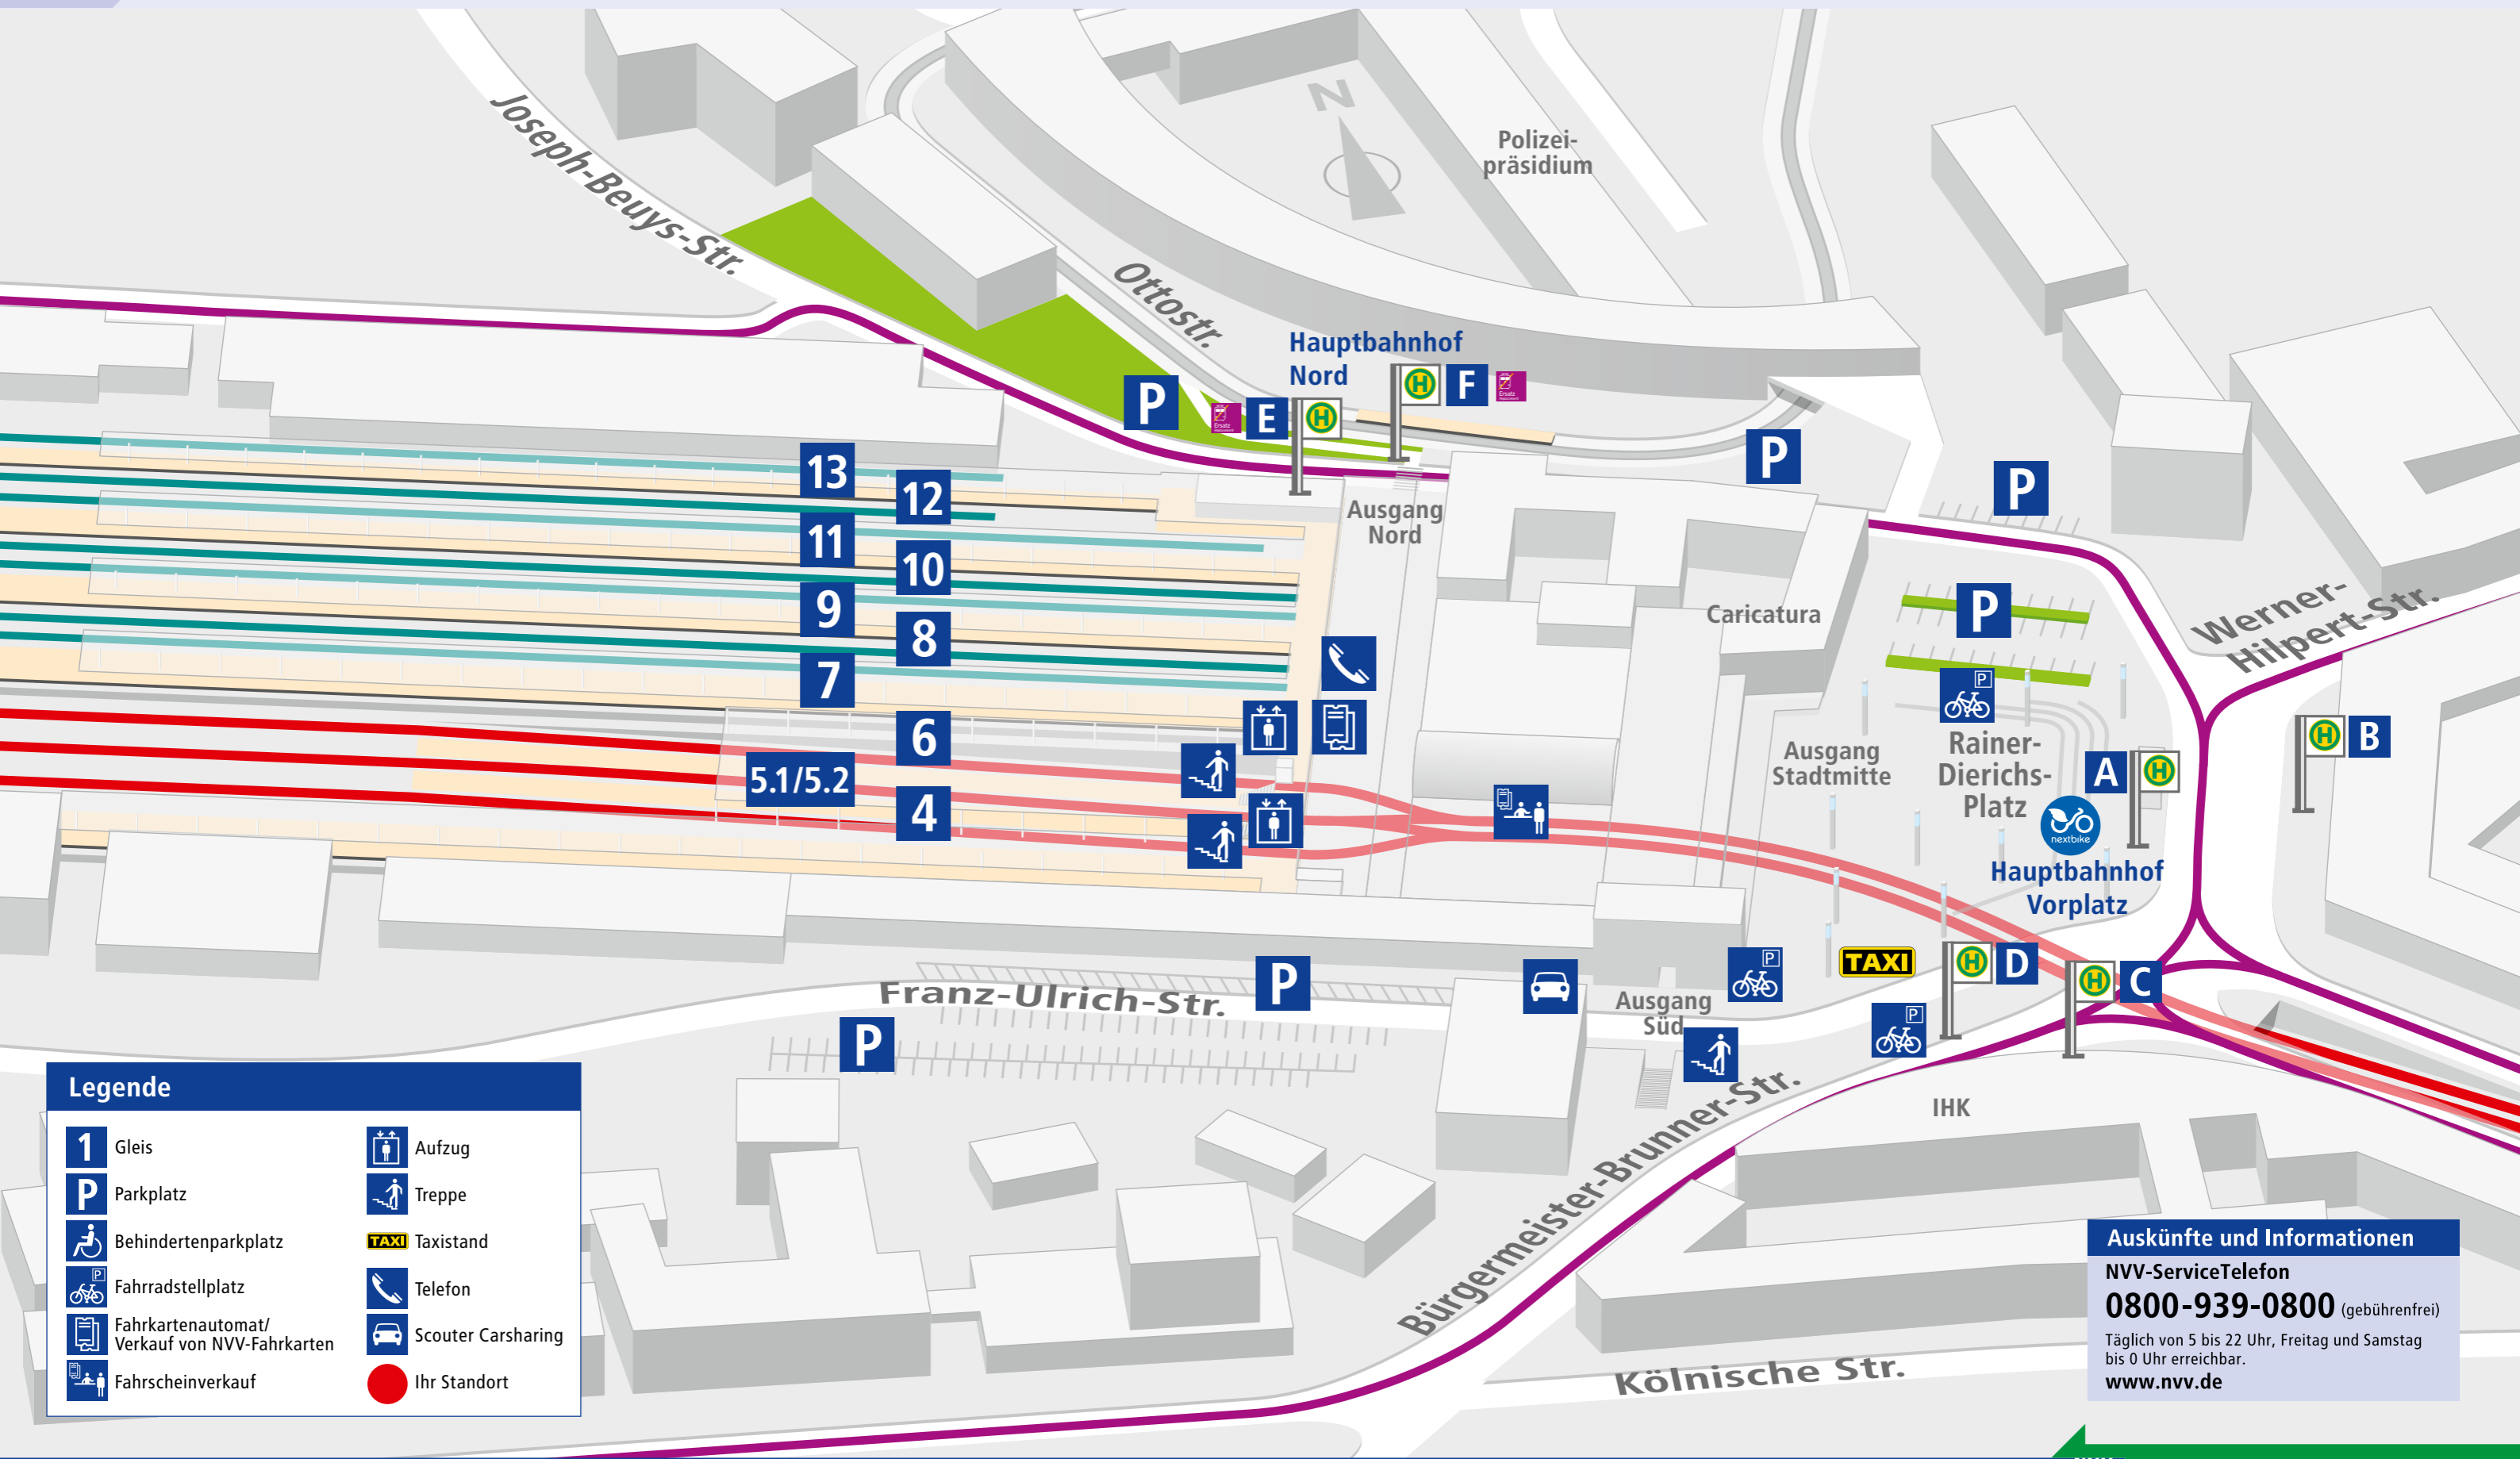 Joseph-Beuys-Str.
N
Polizei-
präsidium
Ottostr.
Hauptbahnhof
Nord
F
Ersatz
P
Ersatz
E
P
P
13
12
11
10
9
8
7
6
5.1/5.2
4
Ausgang
Nord
Caricatura
P
Werner-
Hilpert-Str.
P
Rainer-
Dierichs-
Platz
Ausgang
Stadtmitte
A
H
H
B
nextbike
Hauptbahnhof
Vorplatz
TAXI
H
D
H
C
P
P
Franz-Ulrich-Str.
P
P
Ausgang
Süd
P
IHK
Bürgermeister-Brunner-Str.
Kölnische Str.
Legende
1 Gleis
P Parkplatz
Behindertenparkplatz
P Fahrradstellplatz
Fahrkartenautomat/
Verkauf von NVV-Fahrkarten
Fahrscheinverkauf
Aufzug
Treppe
TAXI Taxistand
Telefon
Scouter Carsharing
Ihr Standort
Auskünfte und Informationen
NVV-ServiceTelefon
0800-939-0800 (gebührenfrei)
Täglich von 5 bis 22 Uhr, Freitag und Samstag
bis 0 Uhr erreichbar.
www.nvv.de